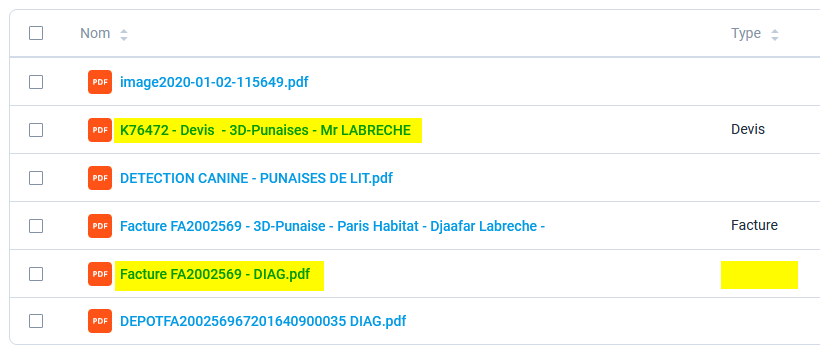 Nom Type
PDF image2020-01-02-115649.pdf
PDF K76472 - Devis - 3D-Punaises - Mr LABRECHE Devis
PDF DETECTION CANINE - PUNAISES DE LIT.pdf
PDF Facture FA2002569 - 3D-Punaise - Paris Habitat - Djaafar Labreche - Facture
PDF Facture FA2002569 - DIAG.pdf
PDF DEPOTFA200256967201640900035 DIAG.pdf